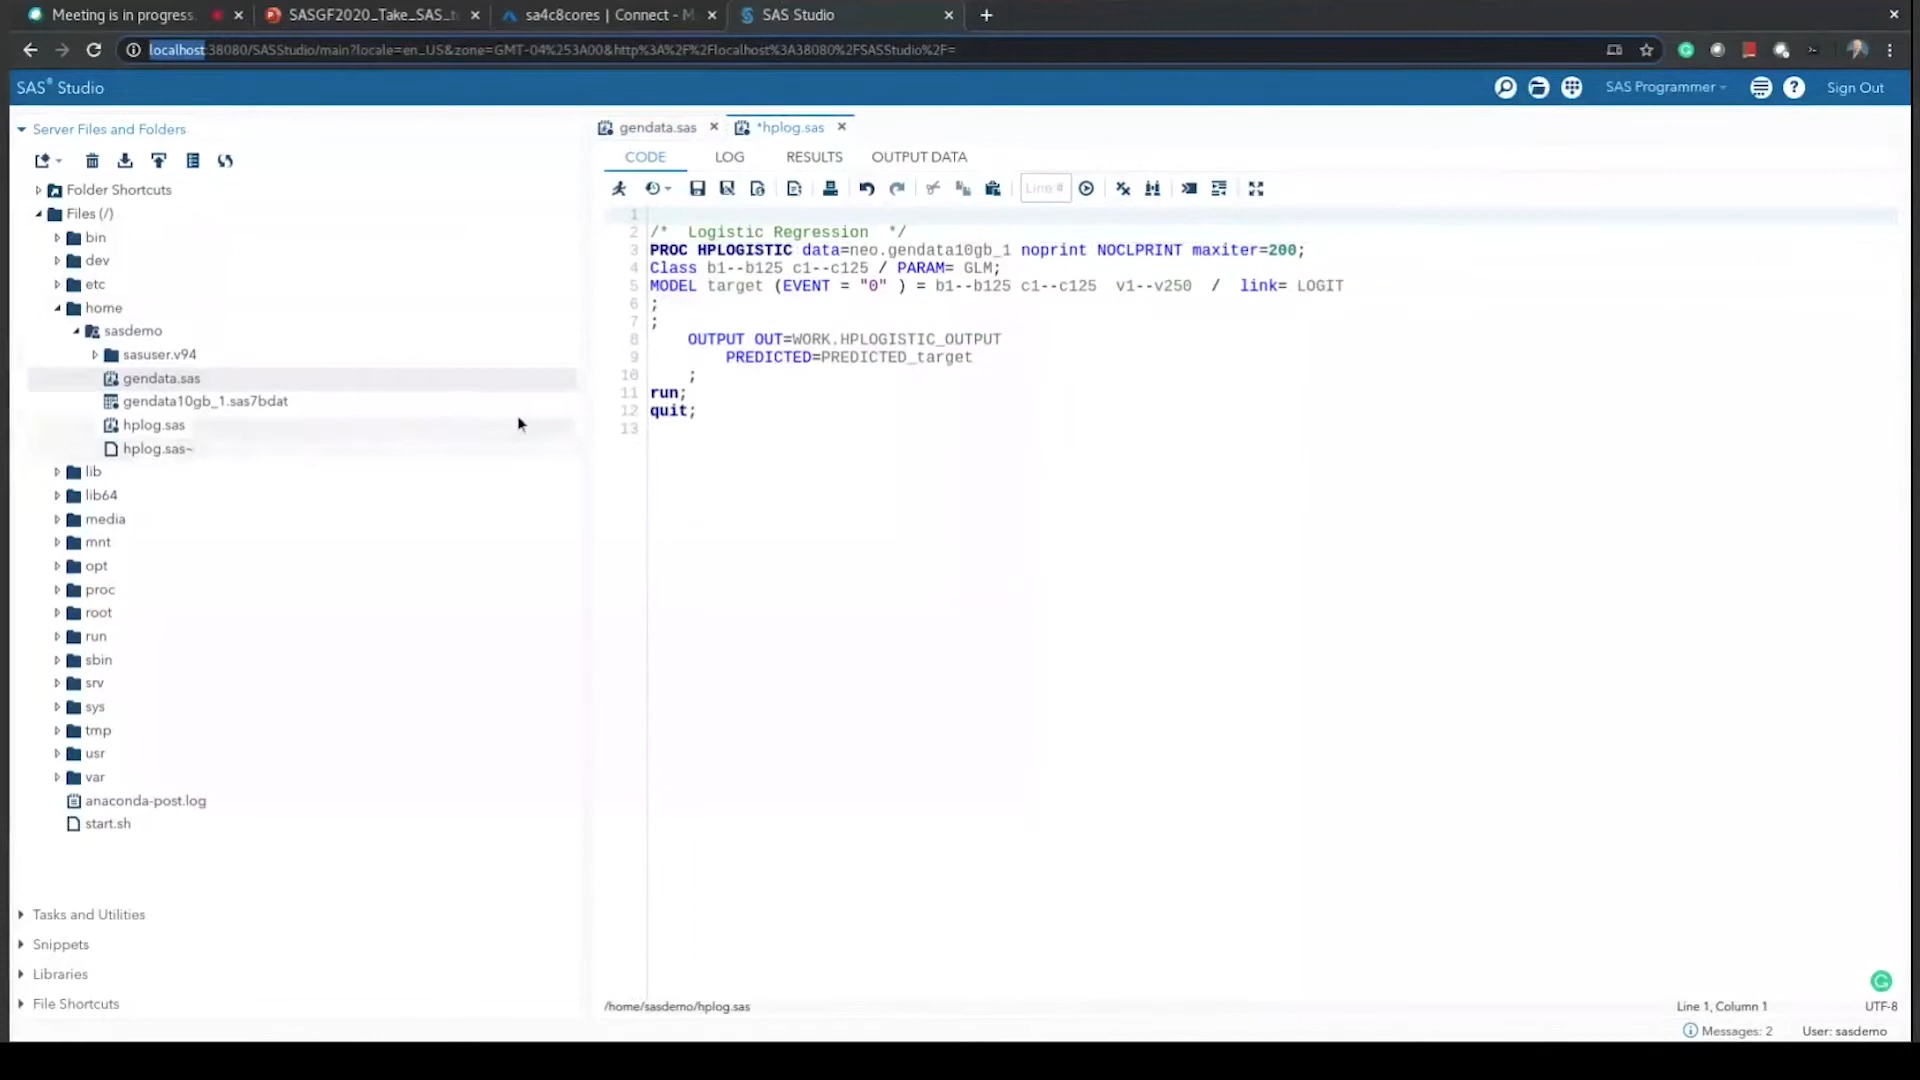 Meeting is in progress.
SASGF2020_Take_SAS_t
sa4c8cores | Connect - M
SAS Studio
localhost:38080/SASStudio/main?locale=en_US&zone=GMT-04%253A00&http%3A%2F%2Flocalhost%3A38080%2FSASStudio%2F=
SAS® Studio
SAS Programmer
Sign Out
Server Files and Folders
Folder Shortcuts
Files (/)
bin
dev
etc
home
sasdemo
sasuser.v94
gendata.sas
gendata10gb_1.sas7bdat
hplog.sas
hplog.sas~
lib
lib64
media
mnt
opt
proc
root
run
sbin
srv
sys
tmp
usr
var
anaconda-post.log
start.sh
Tasks and Utilities
Snippets
Libraries
File Shortcuts
gendata.sas
*hplog.sas
CODE LOG RESULTS OUTPUT DATA
Line #
1
2 /* Logistic Regression */
3 PROC HPLOGISTIC data=neo.gendata10gb_1 noprint NOCLPRINT maxiter=200;
4 Class b1--b125 c1--c125 / PARAM= GLM;
5 MODEL target (EVENT = "0" ) = b1--b125 c1--c125 v1--v250 / link= LOGIT
6 ;
7 ;
8 OUTPUT OUT=WORK.HPLOGISTIC_OUTPUT
9 PREDICTED=PREDICTED_target
10 ;
11 run;
12 quit;
13
/home/sasdemo/hplog.sas
Line 1, Column 1
UTF-8
Messages: 2
User: sasdemo